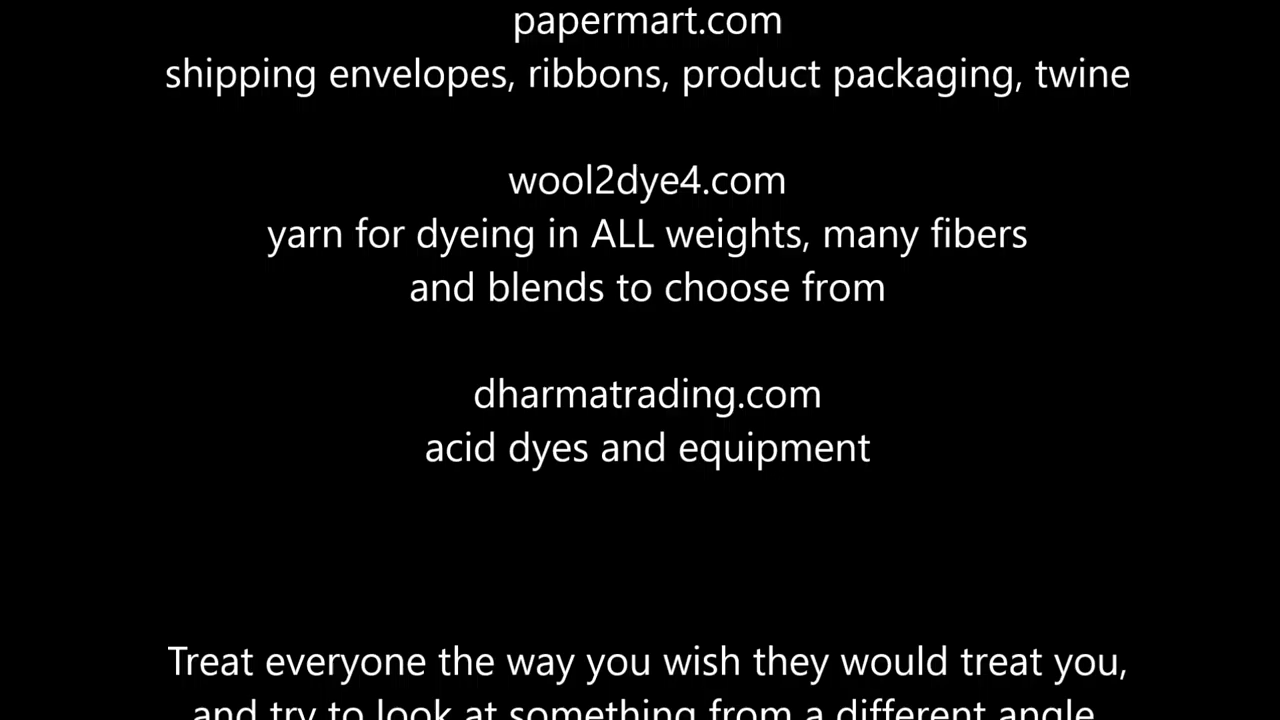 papermart.com
shipping envelopes, ribbons, product packaging, twine
wool2dye4.com
yarn for dyeing in ALL weights, many fibers
and blends to choose from
dharmatrading.com
acid dyes and equipment
Treat everyone the way you wish they would treat you,
and try to look at something from a different angle